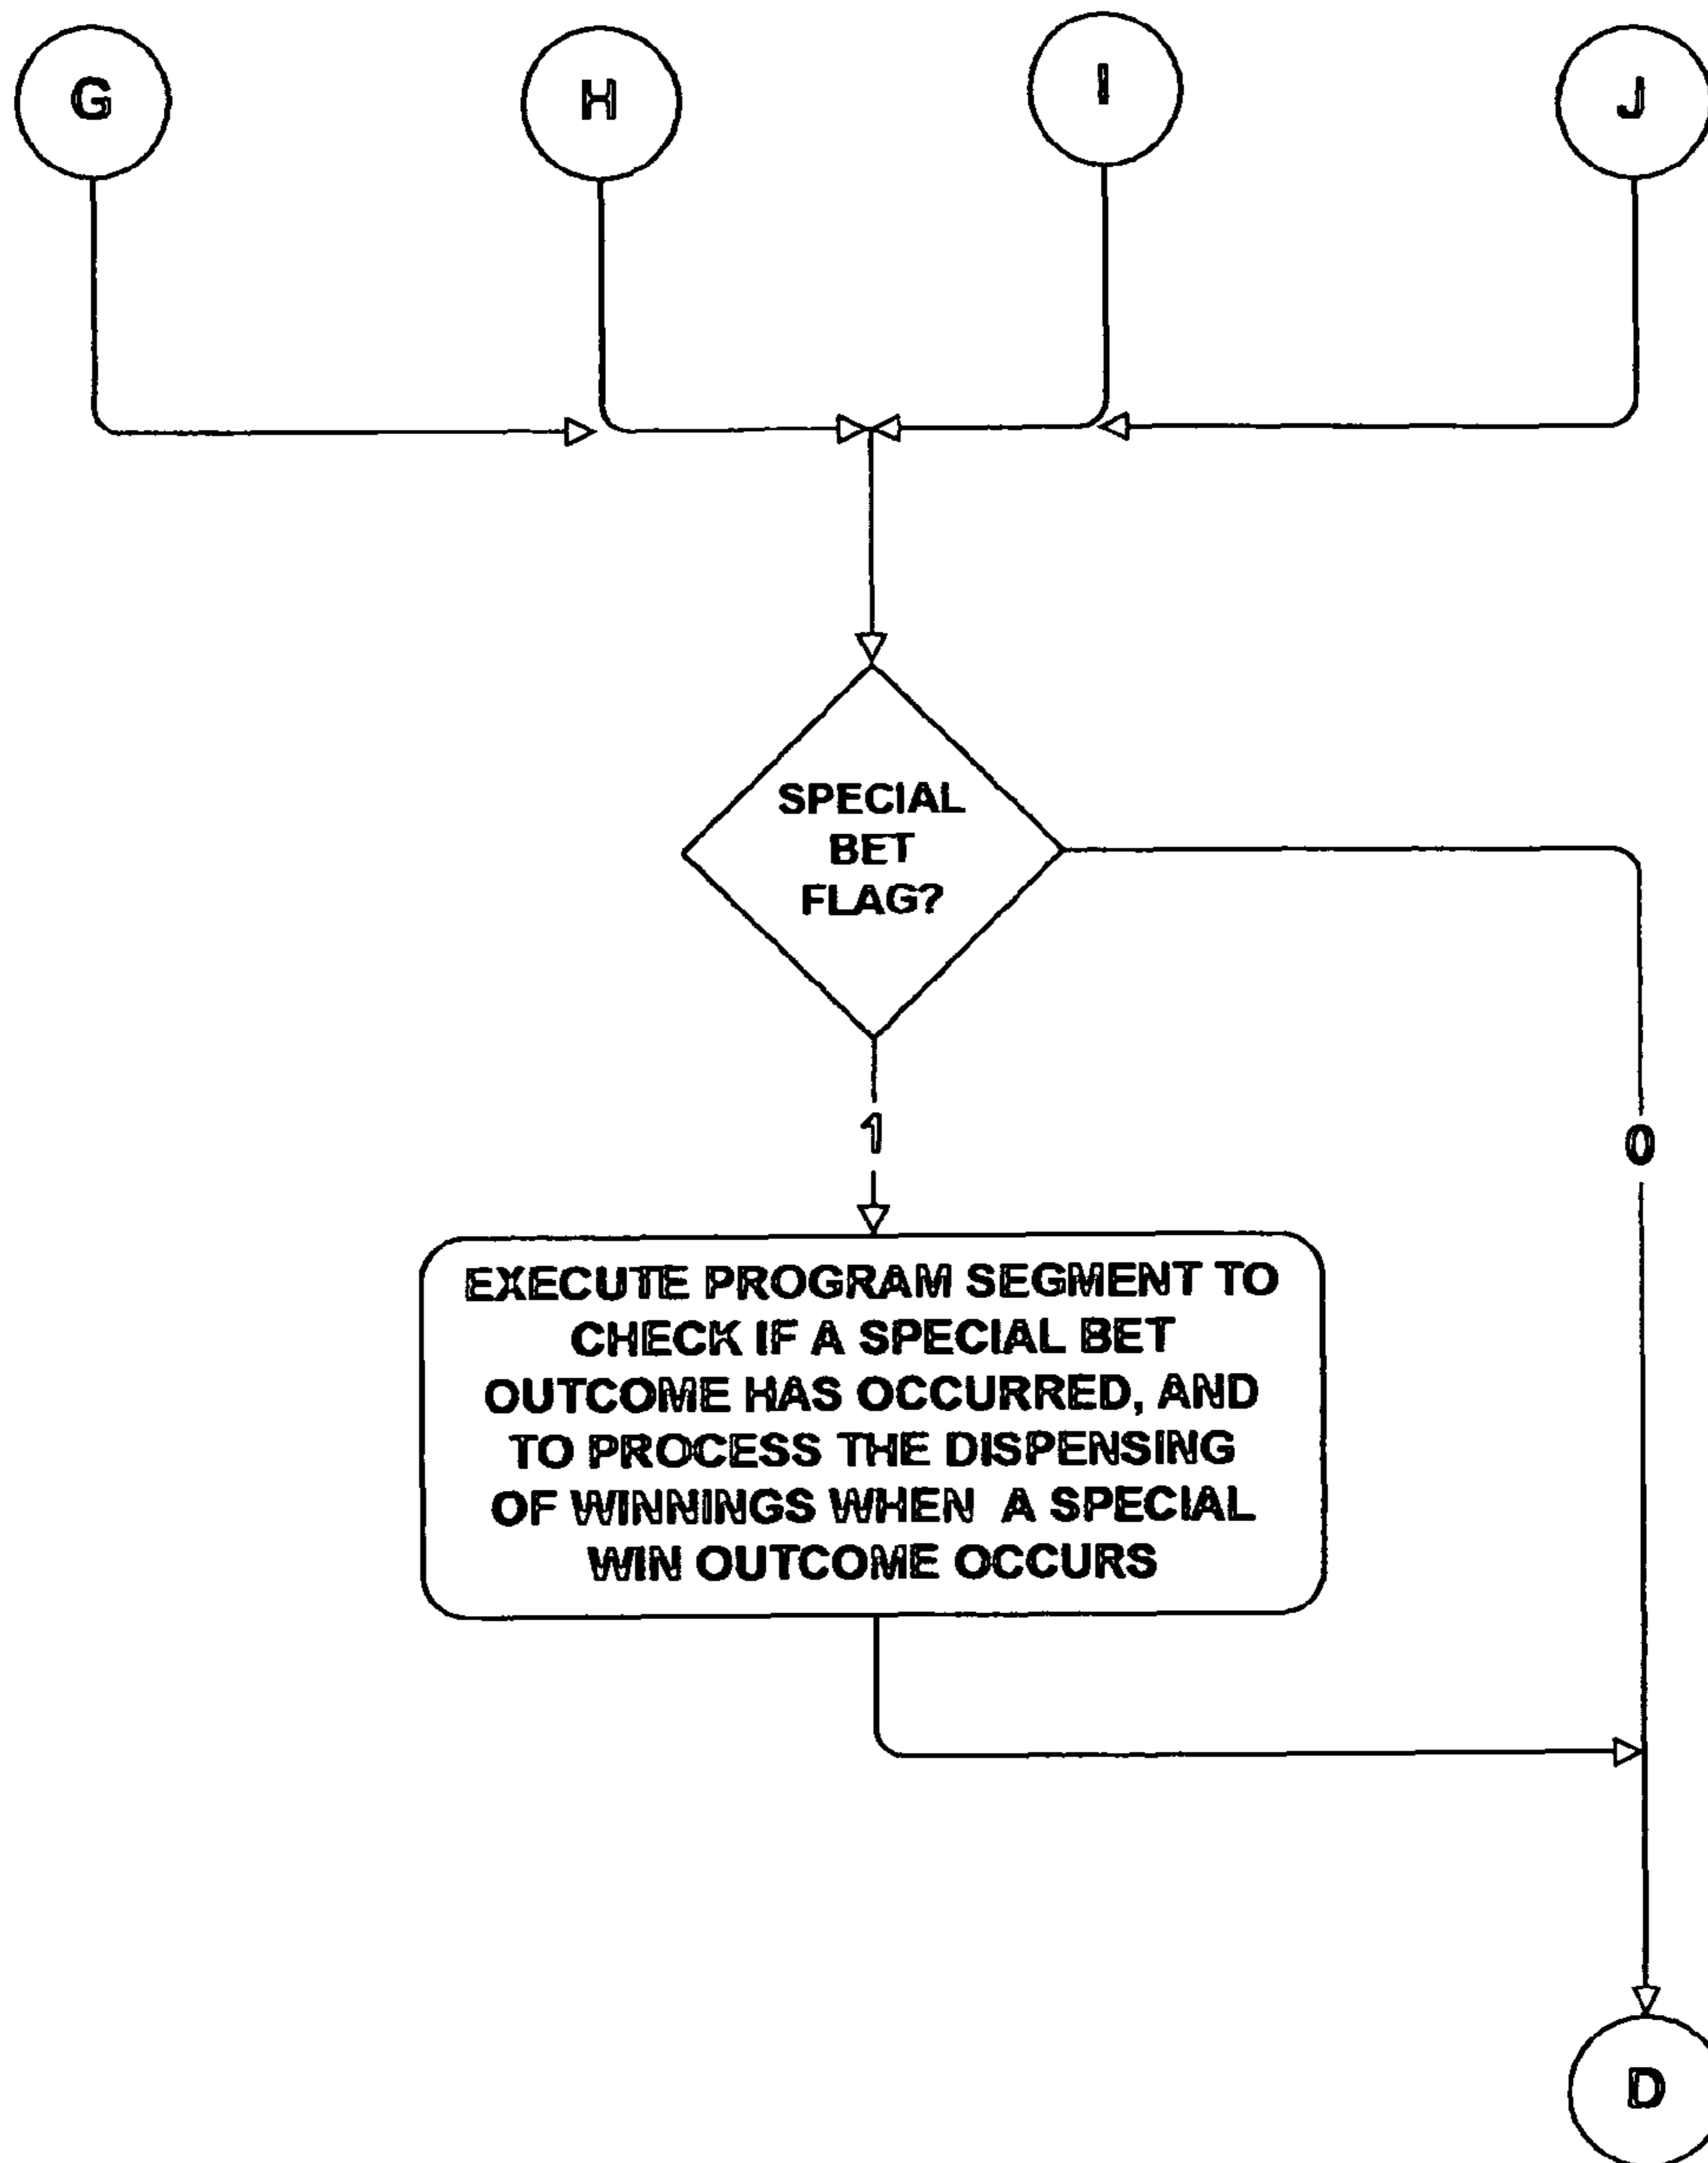 G
H
I
J
SPECIAL
BET
FLAG?
1
0
EXECUTE PROGRAM SEGMENT TO
CHECK IF A SPECIAL BET
OUTCOME HAS OCCURRED, AND
TO PROCESS THE DISPENSING
OF WINNINGS WHEN A SPECIAL
WIN OUTCOME OCCURS
D